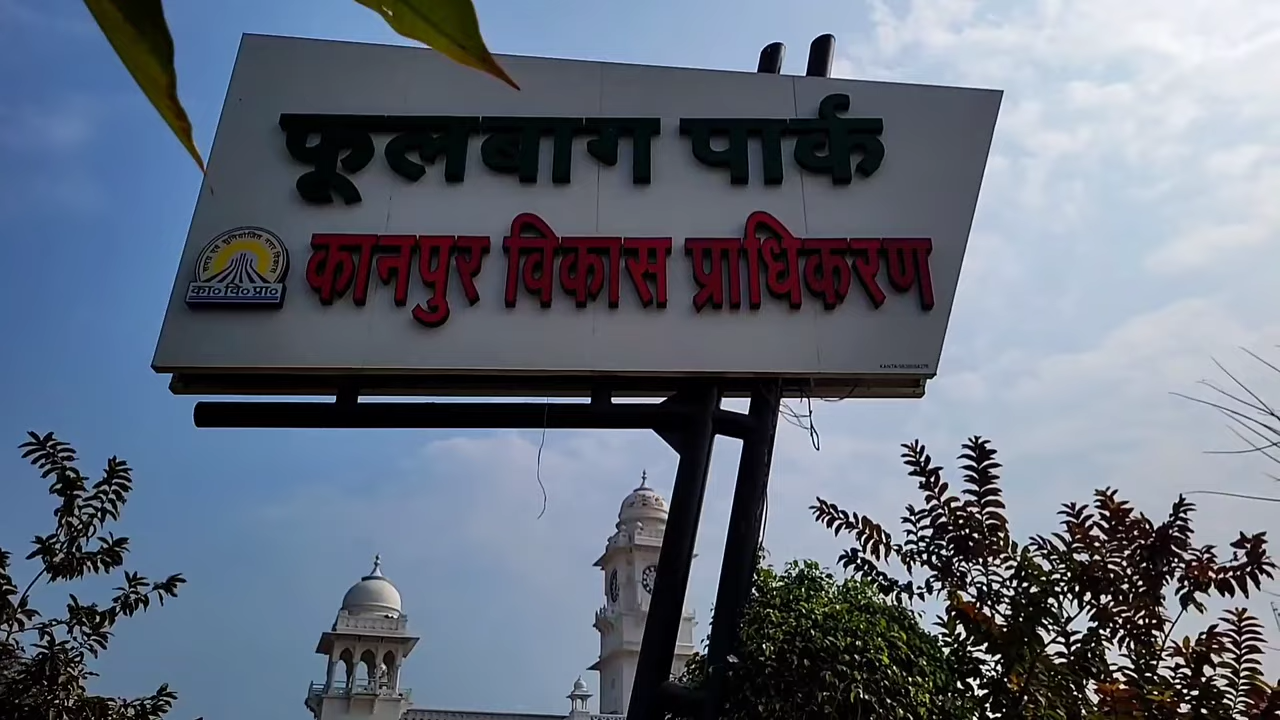 फूलबाग पार्क
कानपुर विकास प्राधिकरण
का० वि० प्रा०